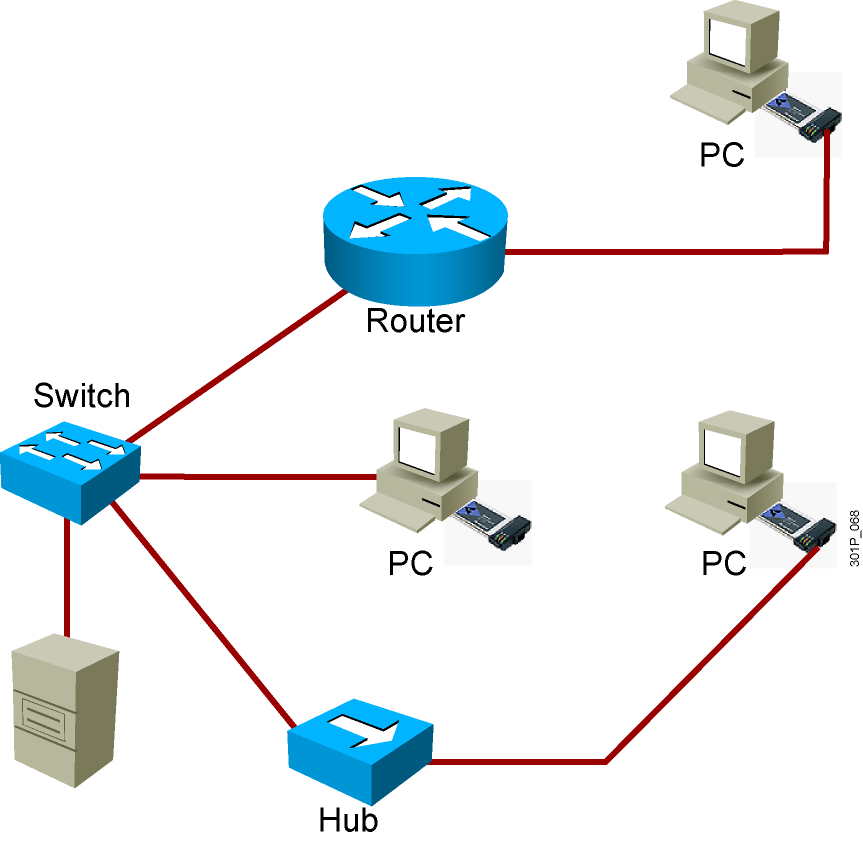 PC
Router
Switch
PC
PC
301P_068
Hub